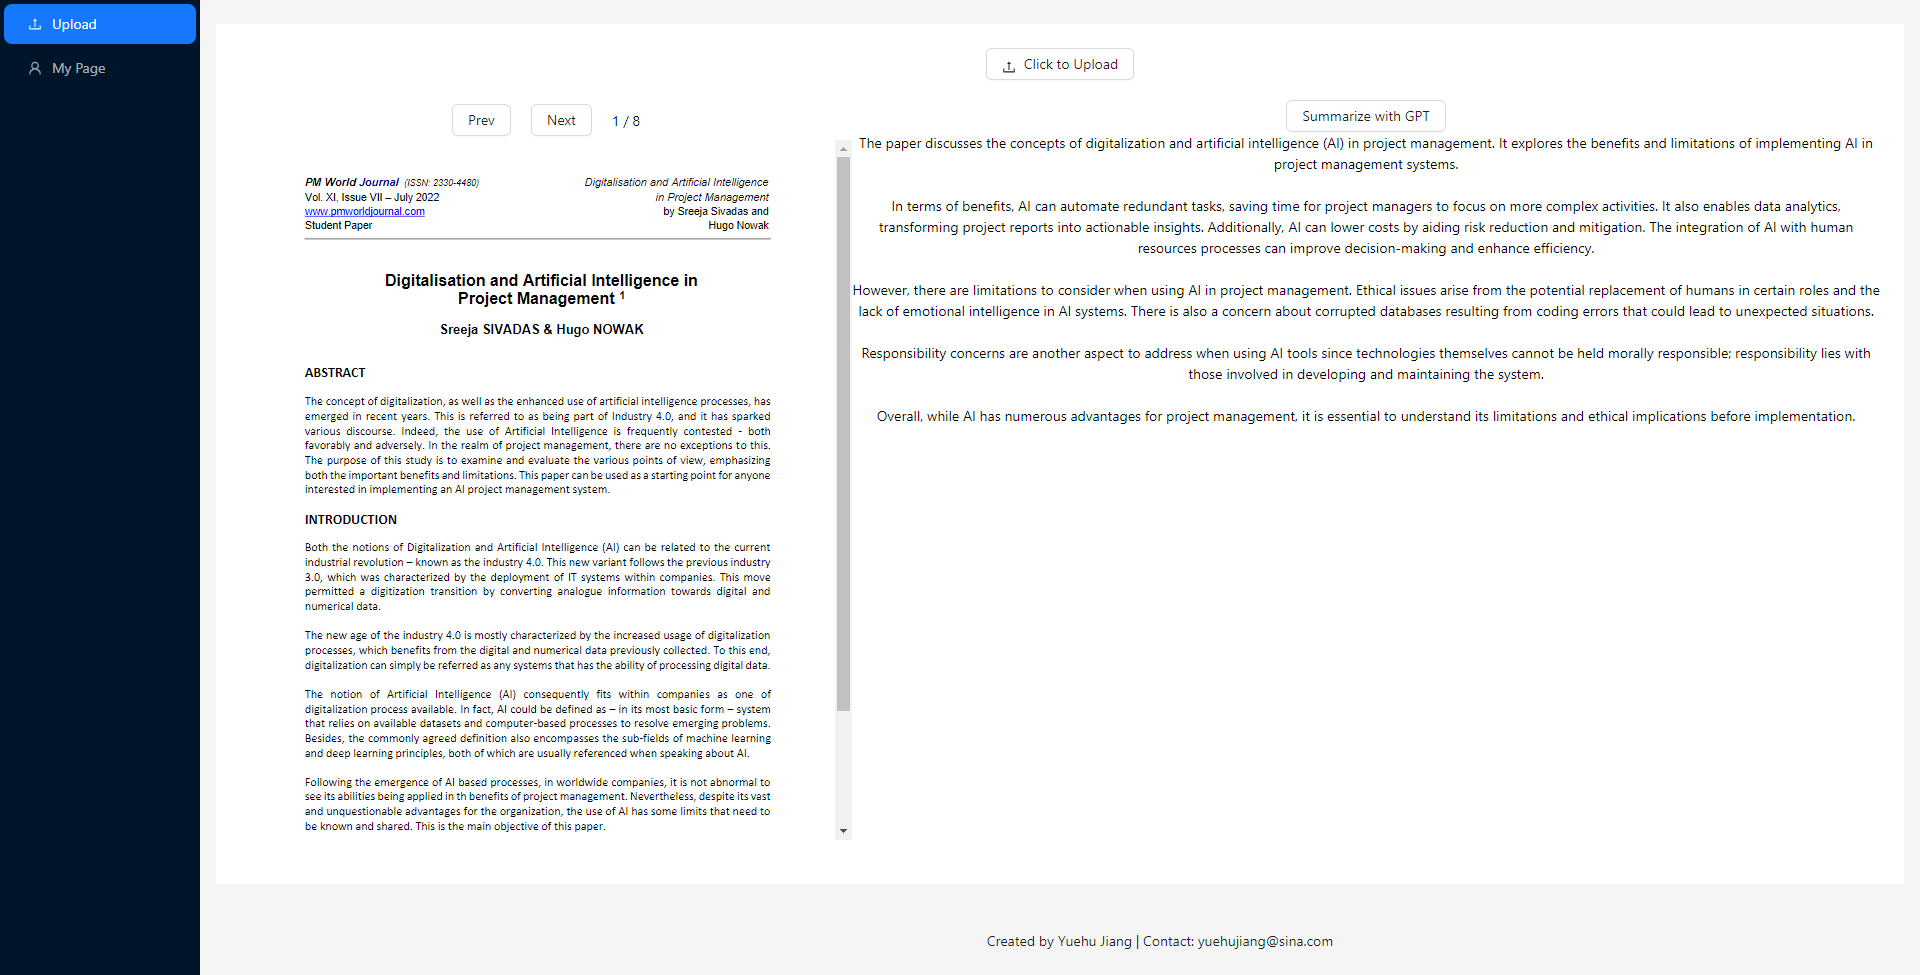 Upload
My Page
Click to Upload
Prev
Next
1 / 8
PM World Journal (ISSN: 2330-4480)
Vol. XI, Issue VII – July 2022
www.pmworldjournal.com
Student Paper
Digitalisation and Artificial Intelligence
in Project Management
by Sreeja Sivadas and
Hugo Nowak
Digitalisation and Artificial Intelligence in
Project Management 1
Sreeja SIVADAS & Hugo NOWAK
ABSTRACT
The concept of digitalization, as well as the enhanced use of artificial intelligence processes, has
emerged in recent years. This is referred to as being part of Industry 4.0, and it has sparked
various discourse. Indeed, the use of Artificial Intelligence is frequently contested - both
favorably and adversely. In the realm of project management, there are no exceptions to this.
The purpose of this study is to examine and evaluate the various points of view, emphasizing
both the important benefits and limitations. This paper can be used as a starting point for anyone
interested in implementing an AI project management system.
INTRODUCTION
Both the notions of Digitalization and Artificial Intelligence (AI) can be related to the current
industrial revolution – known as the industry 4.0. This new variant follows the previous industry
3.0, which was characterized by the deployment of IT systems within companies. This move
permitted a digitization transition by converting analogue information towards digital and
numerical data.
The new age of the industry 4.0 is mostly characterized by the increased usage of digitalization
processes, which benefits from the digital and numerical data previously collected. To this end,
digitalization can simply be referred as any systems that has the ability of processing digital data.
The notion of Artificial Intelligence (AI) consequently fits within companies as one of
digitalization process available. In fact, AI could be defined as – in its most basic form – system
that relies on available datasets and computer-based processes to resolve emerging problems.
Besides, the commonly agreed definition also encompasses the sub-fields of machine learning
and deep learning principles, both of which are usually referenced when speaking about AI.
Following the emergence of AI based processes, in worldwide companies, it is not abnormal to
see its abilities being applied in th benefits of project management. Nevertheless, despite its vast
and unquestionable advantages for the organization, the use of AI has some limits that need to
be known and shared. This is the main objective of this paper.
Summarize with GPT
The paper discusses the concepts of digitalization and artificial intelligence (AI) in project management. It explores the benefits and limitations of implementing AI in
project management systems.
In terms of benefits, AI can automate redundant tasks, saving time for project managers to focus on more complex activities. It also enables data analytics,
transforming project reports into actionable insights. Additionally, AI can lower costs by aiding risk reduction and mitigation. The integration of AI with human
resources processes can improve decision-making and enhance efficiency.
However, there are limitations to consider when using AI in project management. Ethical issues arise from the potential replacement of humans in certain roles and the
lack of emotional intelligence in AI systems. There is also a concern about corrupted databases resulting from coding errors that could lead to unexpected situations.
Responsibility concerns are another aspect to address when using AI tools since technologies themselves cannot be held morally responsible; responsibility lies with
those involved in developing and maintaining the system.
Overall, while AI has numerous advantages for project management, it is essential to understand its limitations and ethical implications before implementation.
Created by Yuehu Jiang | Contact: yuehujiang@sina.com